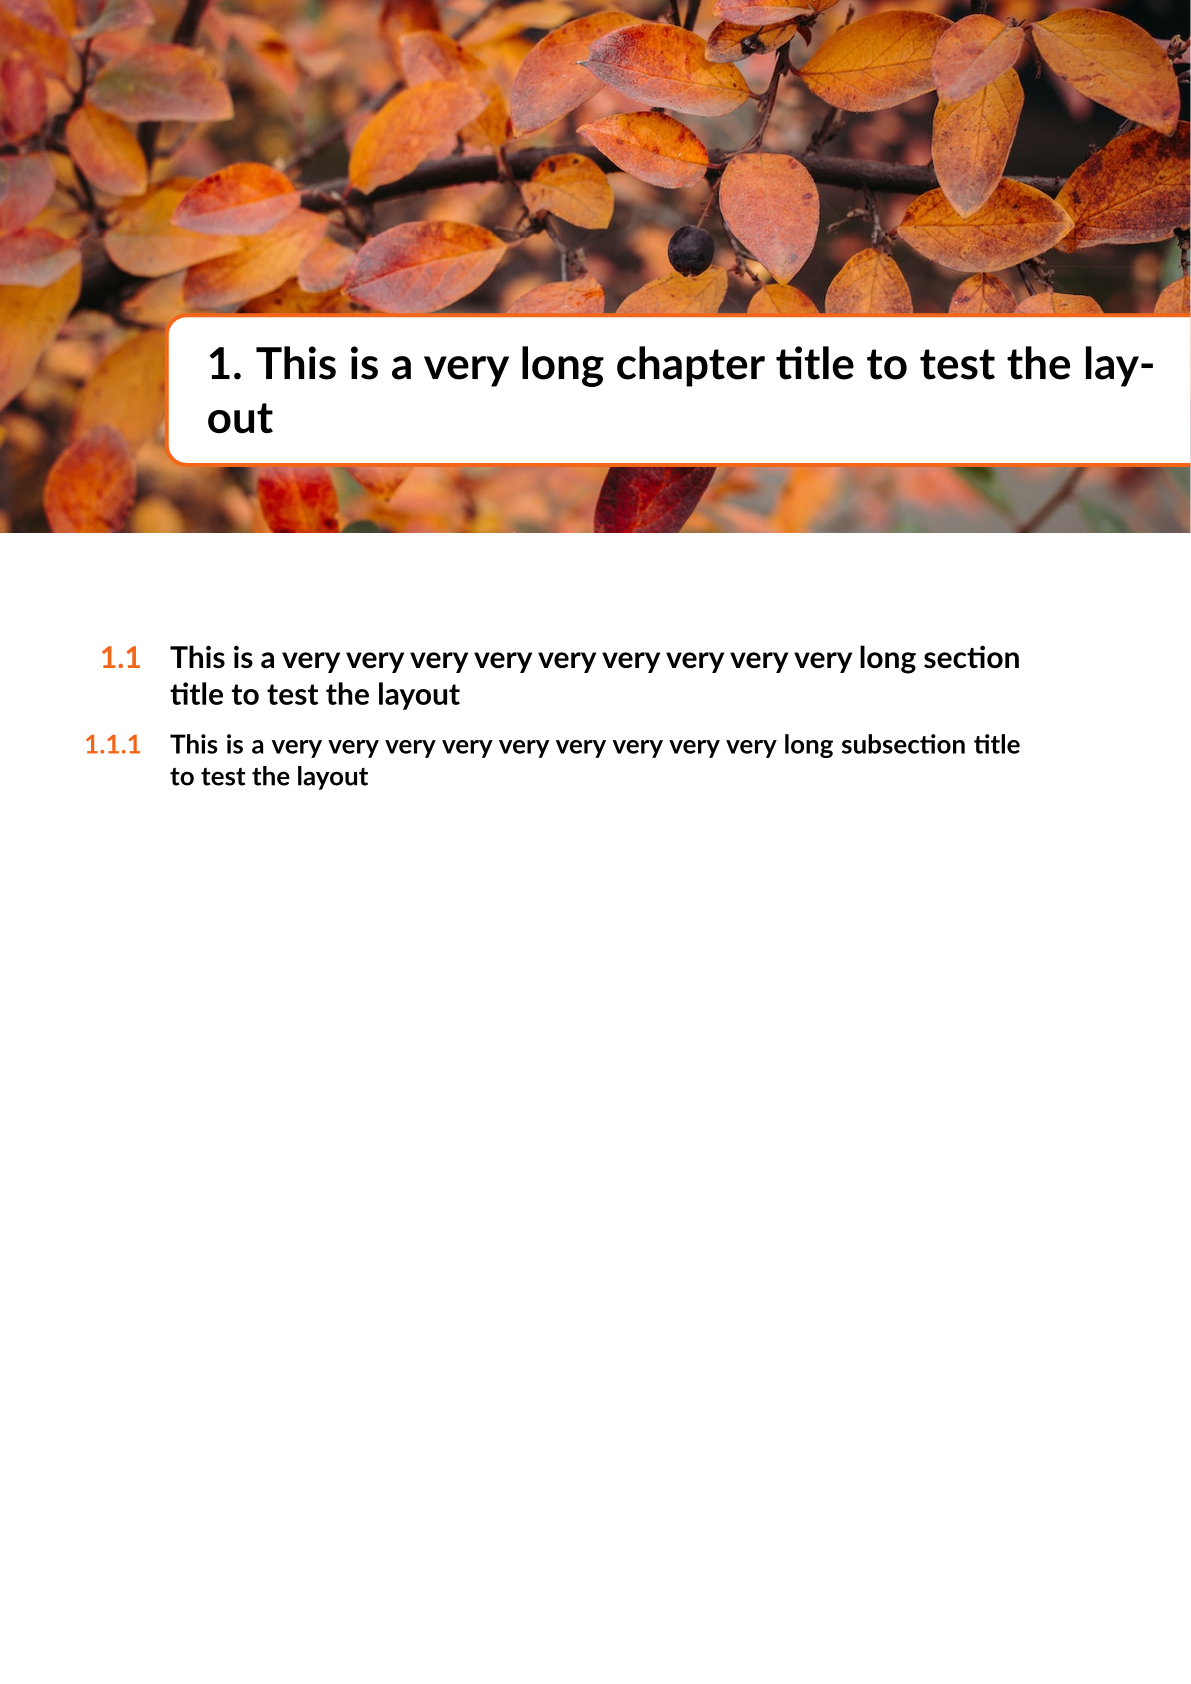 1. This is a very long chapter title to test the lay-
out
1.1 This is a very very very very very very very very very long section
title to test the layout
1.1.1 This is a very very very very very very very very very long subsection title
to test the layout